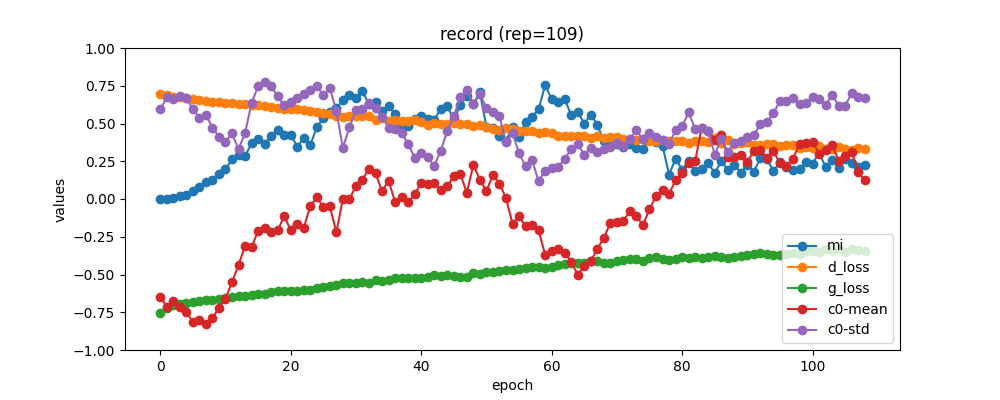 record (rep=109)
values
1.00
0.75
0.50
0.25
0.00
−0.25
−0.50
−0.75
−1.00
0
20
40
60
80
100
epoch
mi
d_loss
g_loss
c0-mean
c0-std